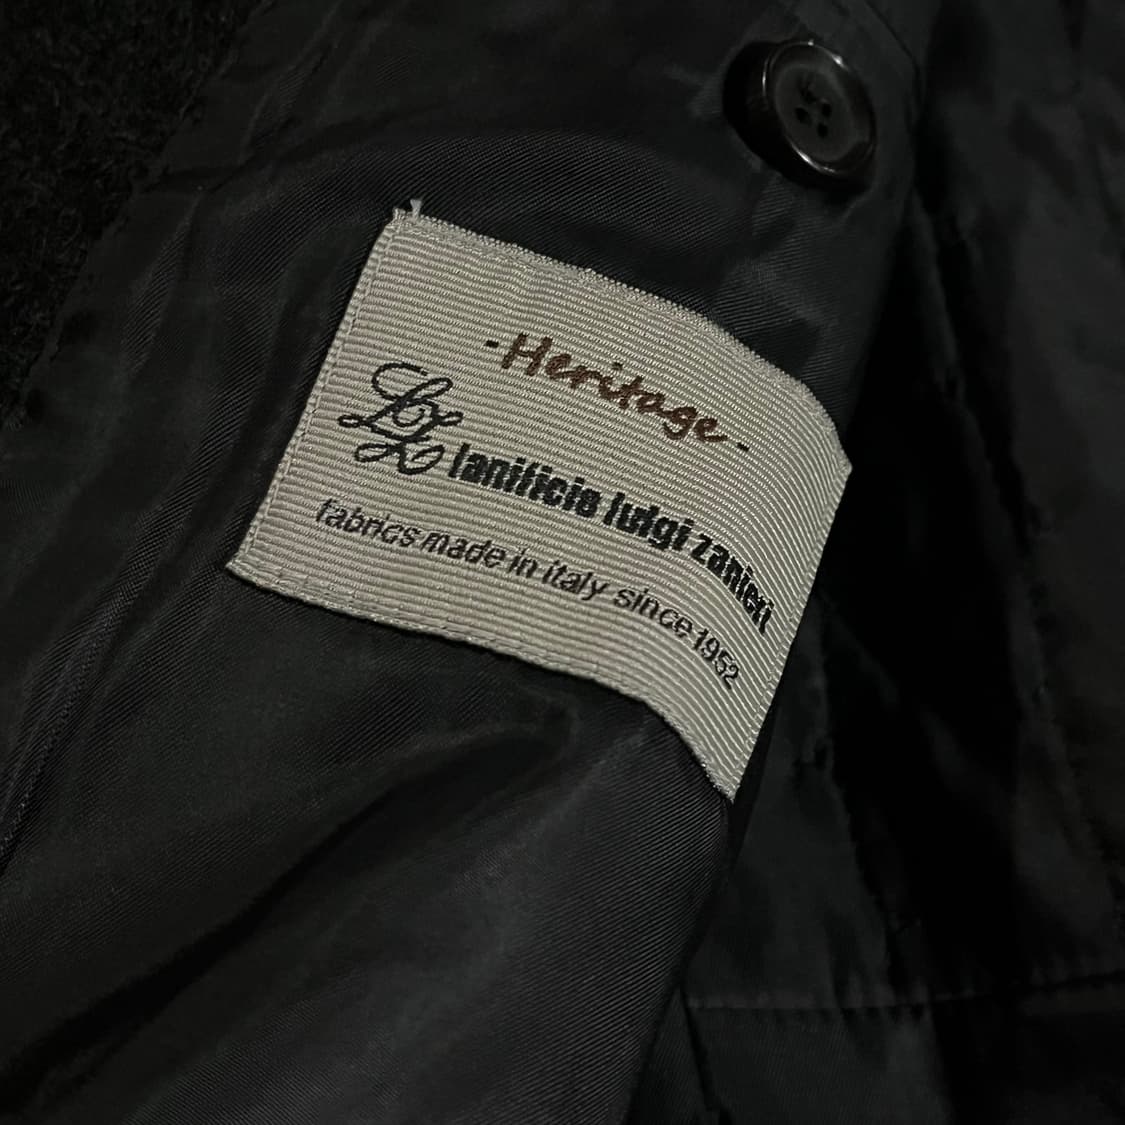 -Heritage-
LZ lanificio luigi zanieri
fabrics made in italy since 1952